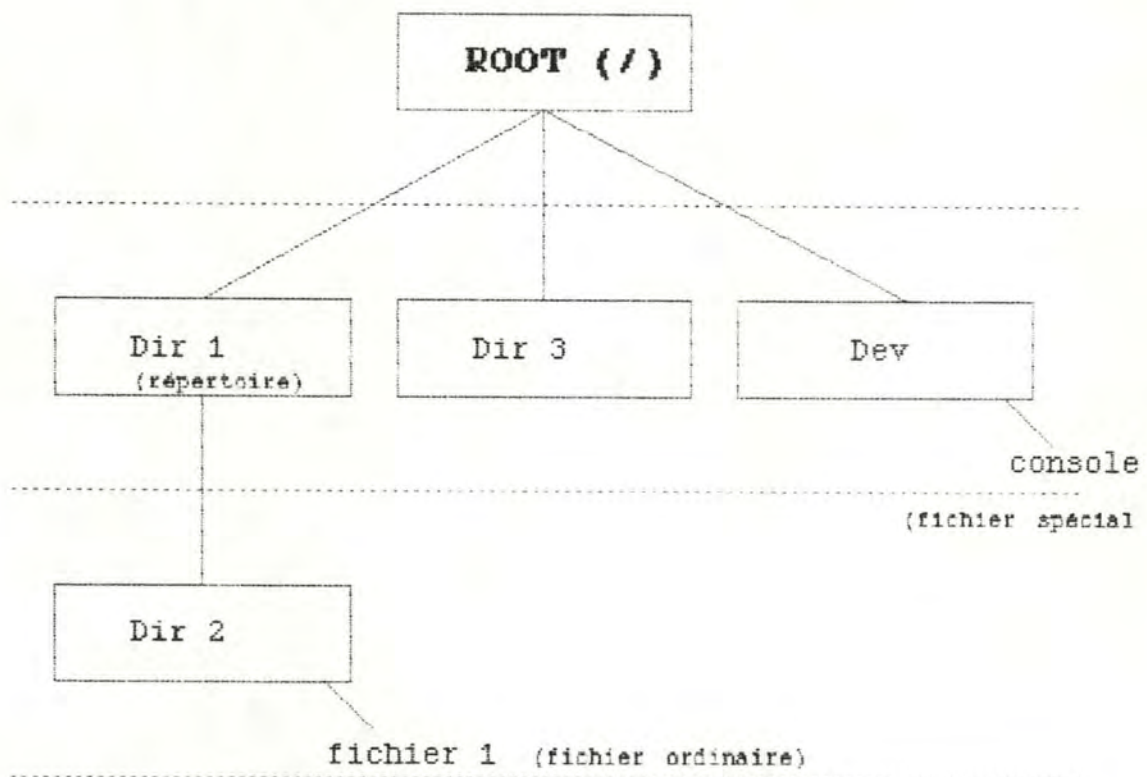 ROOT (/)
Dir 1
(répertoire)
Dir 3
Dev
console
(fichier spécial
Dir 2
fichier 1 (fichier ordinaire)